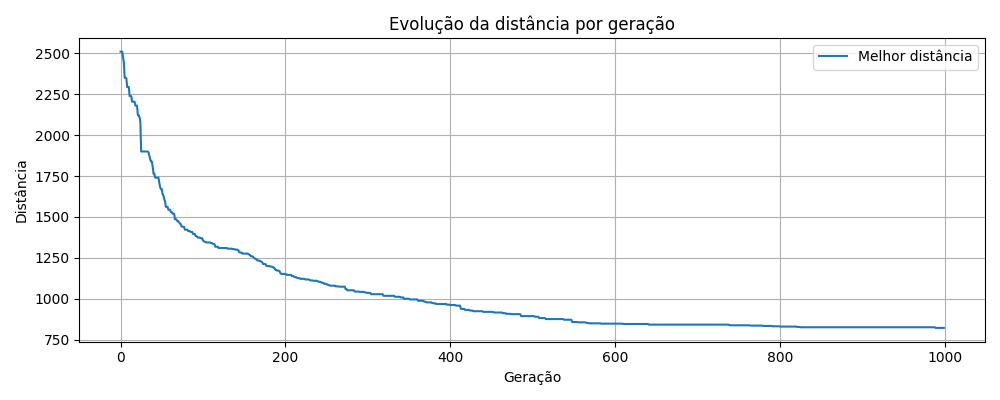 Evolução da distância por geração
Melhor distância
2500
2250
2000
1750
1500
1250
1000
750
Distância
0 200 400 600 800 1000
Geração